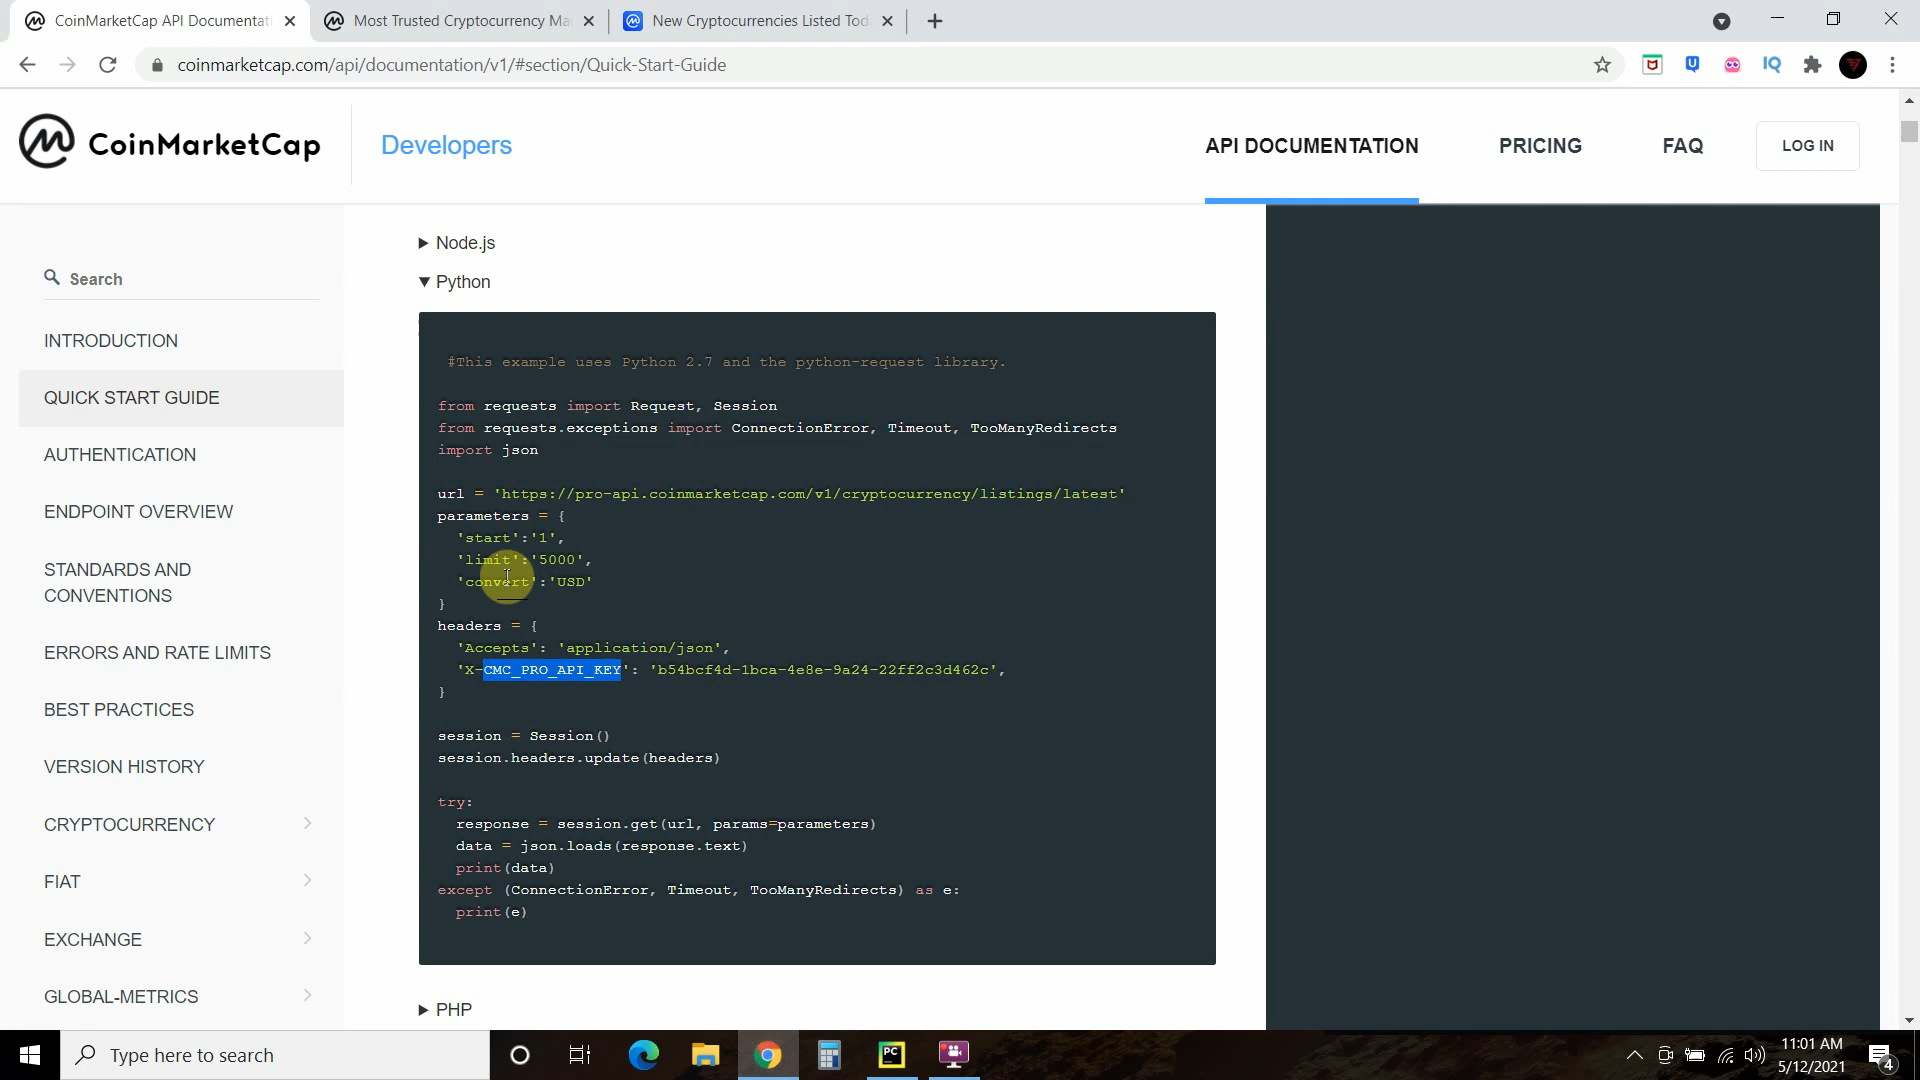 CoinMarketCap API Documentat
Most Trusted Cryptocurrency Ma
New Cryptocurrencies Listed Tod
coinmarketcap.com/api/documentation/v1/#section/Quick-Start-Guide
IQ
CoinMarketCap
Developers
API DOCUMENTATION
PRICING
FAQ
LOG IN
Search
INTRODUCTION
QUICK START GUIDE
AUTHENTICATION
ENDPOINT OVERVIEW
STANDARDS AND
CONVENTIONS
ERRORS AND RATE LIMITS
BEST PRACTICES
VERSION HISTORY
CRYPTOCURRENCY
FIAT
EXCHANGE
GLOBAL-METRICS
Node.js
Python
#This example uses Python 2.7 and the python-request library.
from requests import Request, Session
from requests.exceptions import ConnectionError, Timeout, TooManyRedirects
import json
url = 'https://pro-api.coinmarketcap.com/v1/cryptocurrency/listings/latest'
parameters = {
'start':'1',
'limit':'5000',
'convert':'USD'
}
headers = {
'Accepts': 'application/json',
'X-CMC_PRO_API_KEY': 'b54bcf4d-1bca-4e8e-9a24-22ff2c3d462c',
}
session = Session()
session.headers.update(headers)
try:
response = session.get(url, params=parameters)
data = json.loads(response.text)
print(data)
except (ConnectionError, Timeout, TooManyRedirects) as e:
print(e)
PHP
Type here to search
PC
11:01 AM
5/12/2021
4